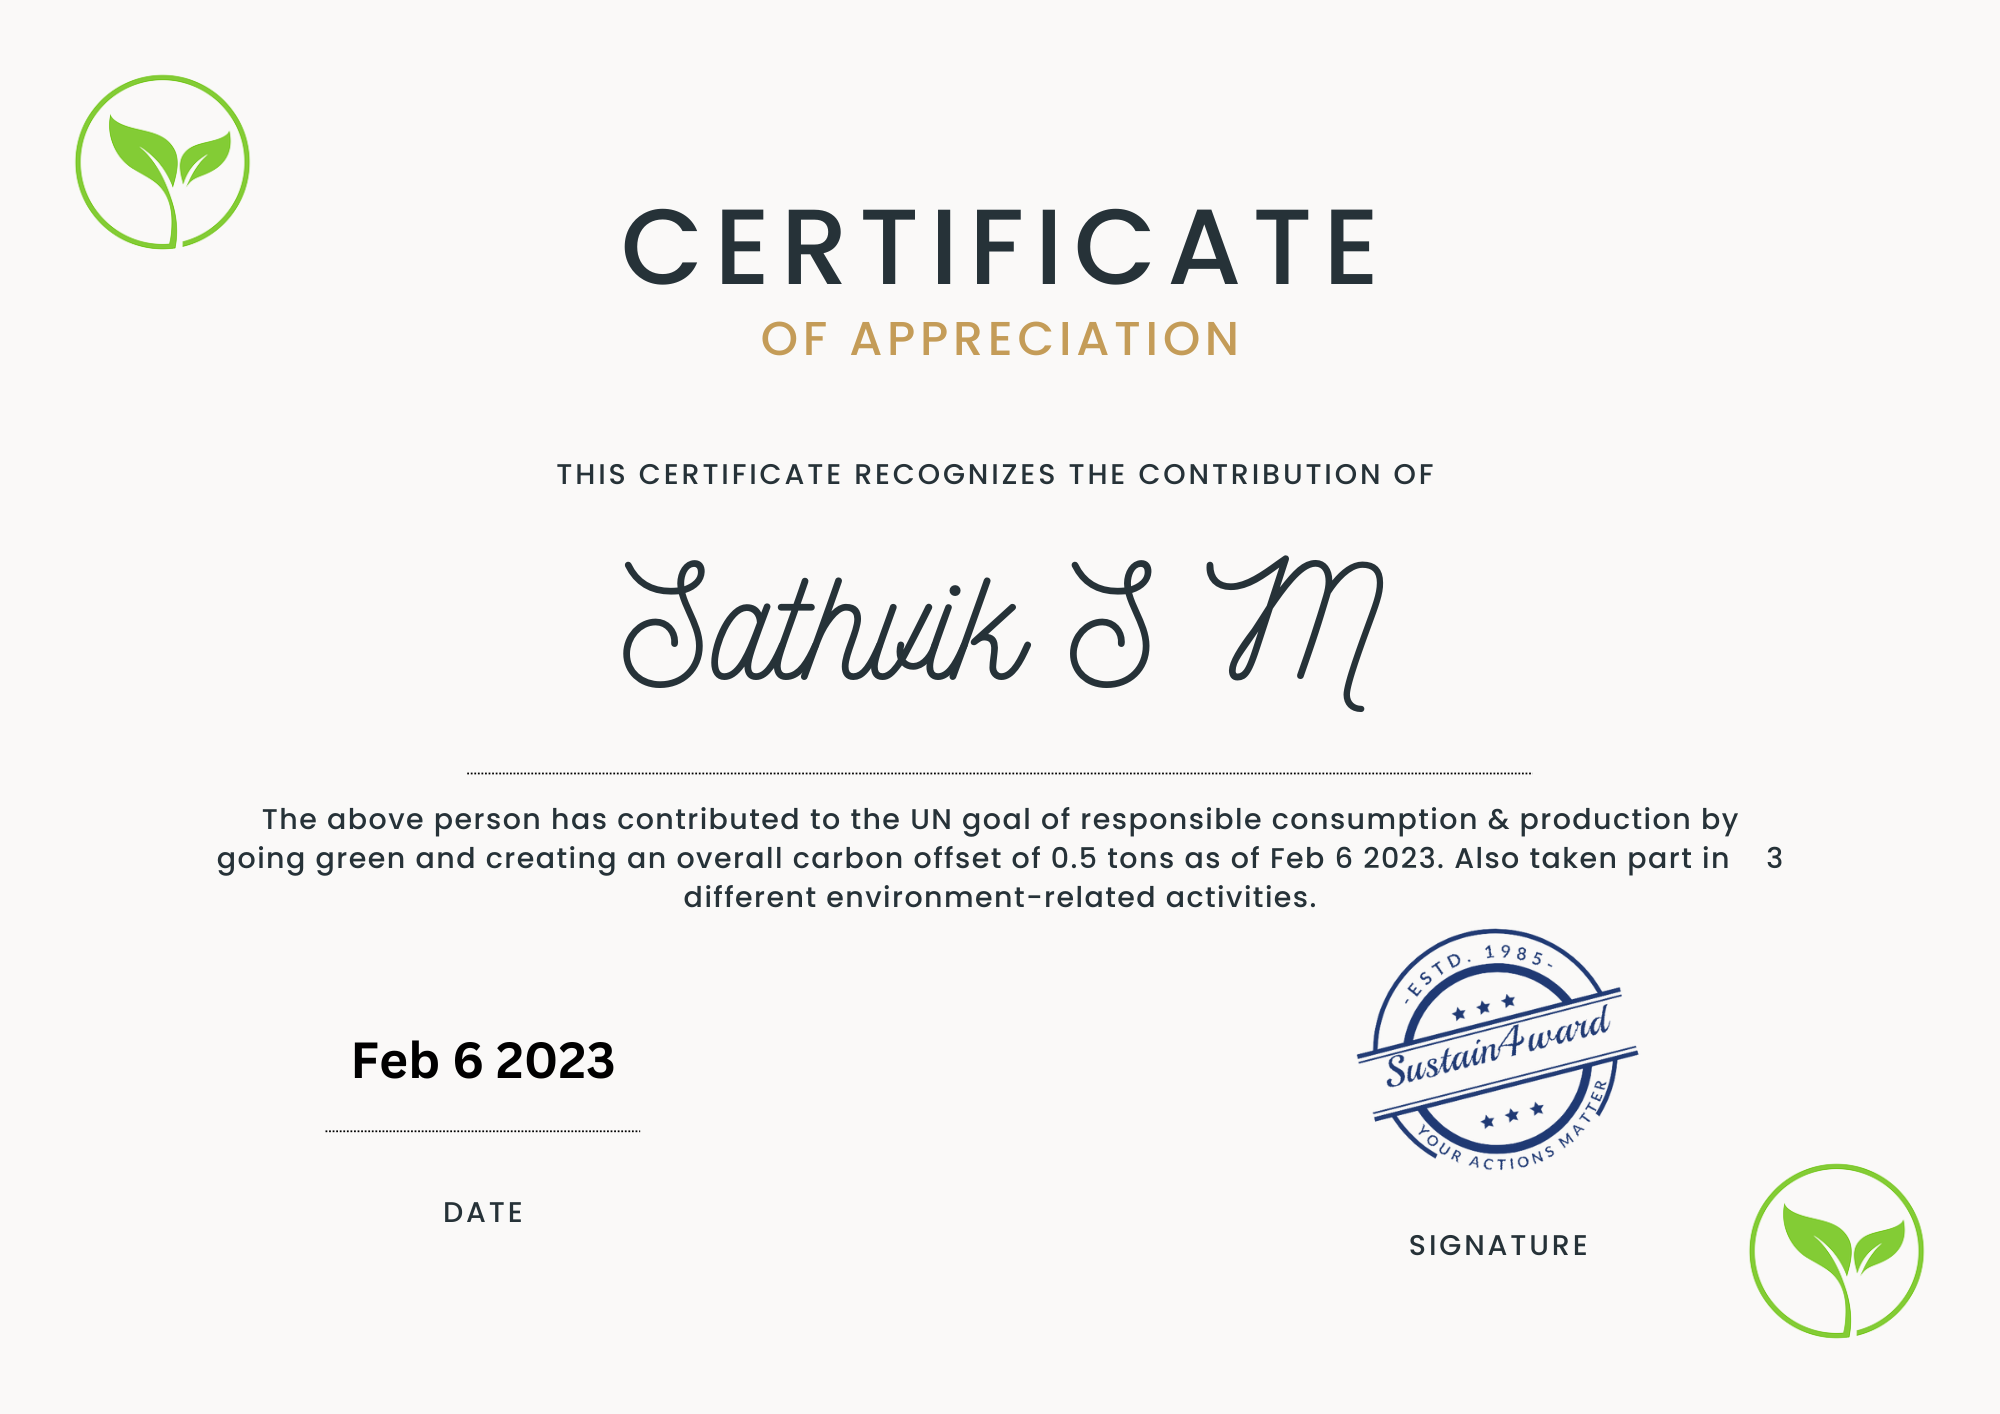 CERTIFICATE
OF APPRECIATION
THIS CERTIFICATE RECOGNIZES THE CONTRIBUTION OF
Sathvik S M
The above person has contributed to the UN goal of responsible consumption & production by
going green and creating an overall carbon offset of 0.5 tons as of Feb 6 2023. Also taken part in 3
different environment-related activities.
-ESTD. 1985-
Sustain4ward
YOUR ACTIONS MATTER
Feb 6 2023
DATE
SIGNATURE